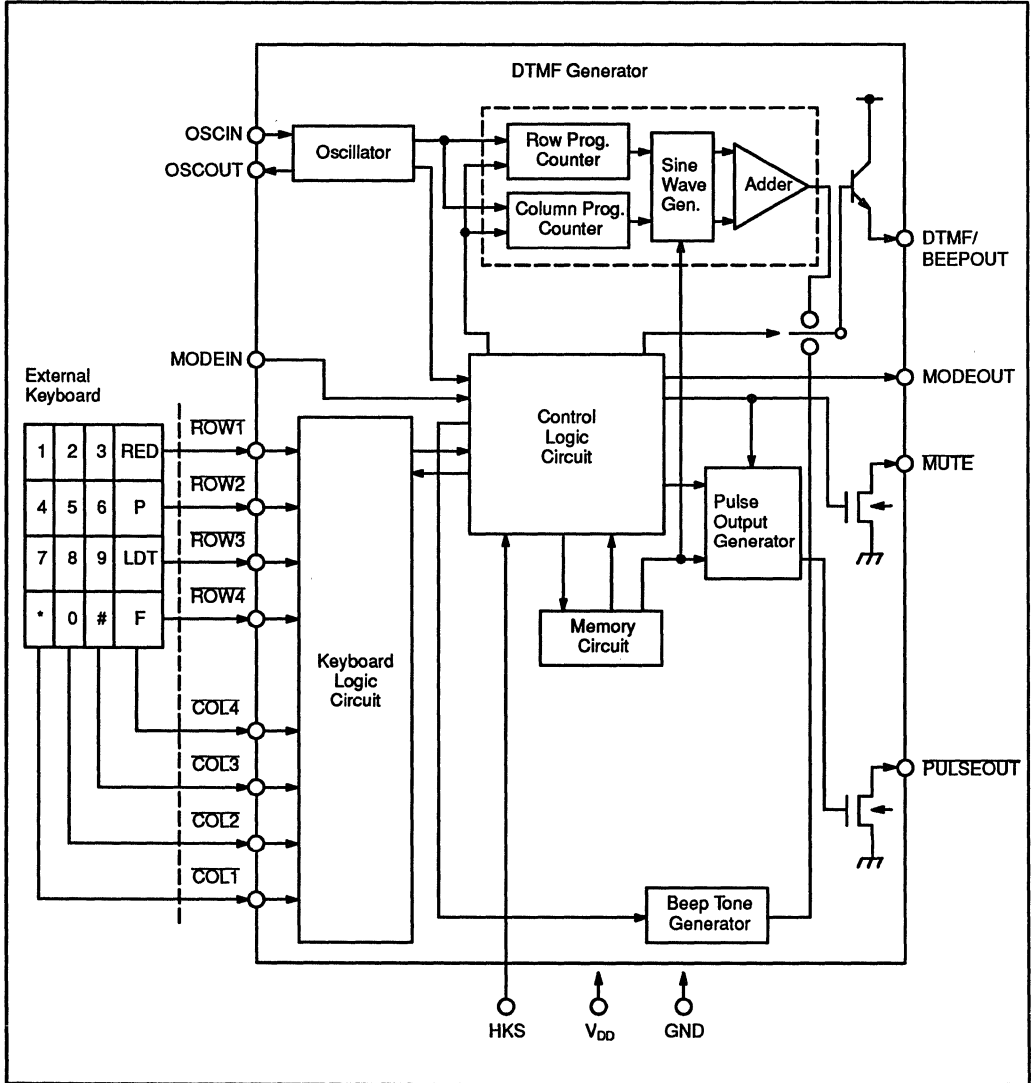 DTMF Generator
OSCIN
OSCOUT
Oscillator
Row Prog.
Counter
Column Prog.
Counter
Sine
Wave
Gen.
Adder
DTMF/
BEEPOUT
MODEIN
MODEOUT
External
Keyboard
1 2 3 RED
4 5 6 P
7 8 9 LDT
* 0 # F
ROW1
ROW2
ROW3
ROW4
COL4
COL3
COL2
COL1
Keyboard
Logic
Circuit
Control
Logic
Circuit
MUTE
Pulse
Output
Generator
Memory
Circuit
PULSEOUT
Beep Tone
Generator
HKS
VDD
GND